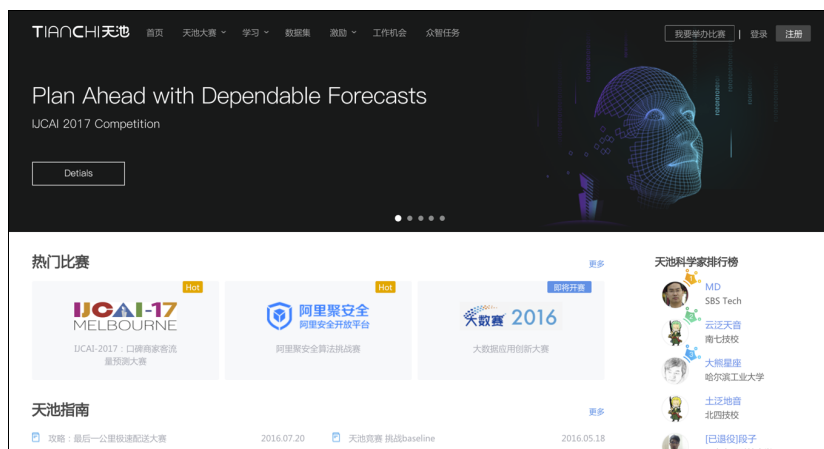 TIANCHI天池 首页 天池大赛 学习 数据集 激励 工作机会 众智任务 我要举办比赛 | 登录 注册
Plan Ahead with Dependable Forecasts
IJCAI 2017 Competition
Detials
热门比赛 更多
Hot Hot 即将开赛
IJCAI-17
MELBOURNE
IJCAI-2017：口碑商家客流
量预测大赛
阿里聚安全
阿里安全开放平台
阿里聚安全算法挑战赛
大数赛 2016
大数据应用创新大赛
天池科学家排行榜
MD
SBS Tech
云泛天音
南七技校
大熊星座
哈尔滨工业大学
土泛地音
北四技校
[已退役]段子
天池指南 更多
攻略：最后一公里极速配送大赛 2016.07.20
天池竞赛 挑战baseline 2016.05.18